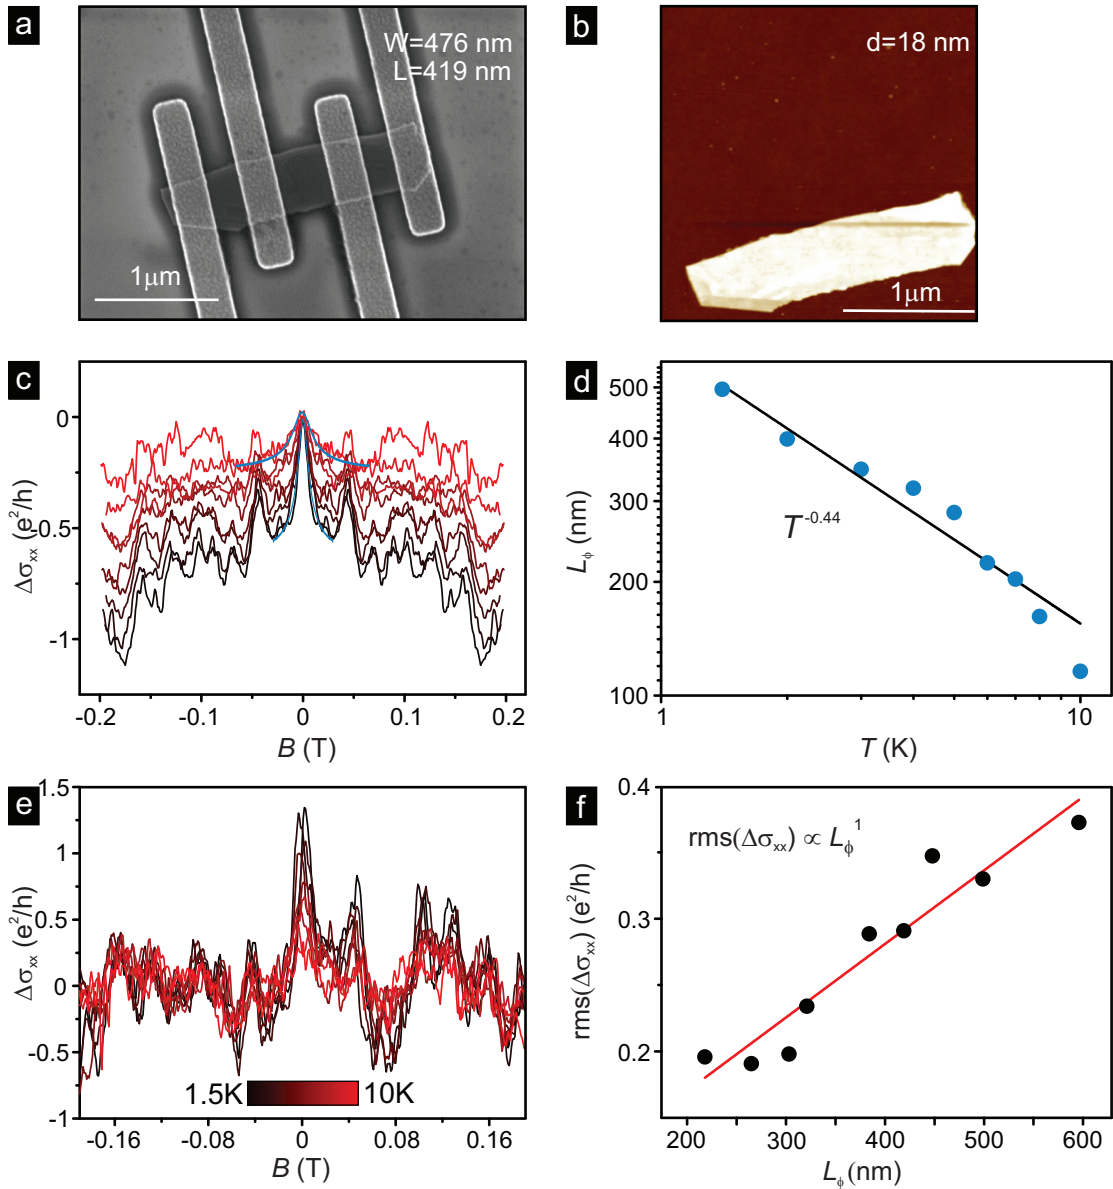 a
W=476 nm
L=419 nm
1μm
b
d=18 nm
1μm
c
0
-0.5
-1
Δσxx (e²/h)
-0.2
-0.1
0
0.1
0.2
B (T)
d
500
400
300
200
100
Lϕ (nm)
T^-0.44
1
10
T (K)
e
1.5
1
0.5
0
-0.5
-1
Δσxx (e²/h)
1.5K
10K
-0.16
-0.08
0
0.08
0.16
B (T)
f
0.4
0.3
0.2
rms(Δσxx) (e²/h)
rms(Δσxx) ∝ Lϕ¹
200
300
400
500
600
Lϕ (nm)